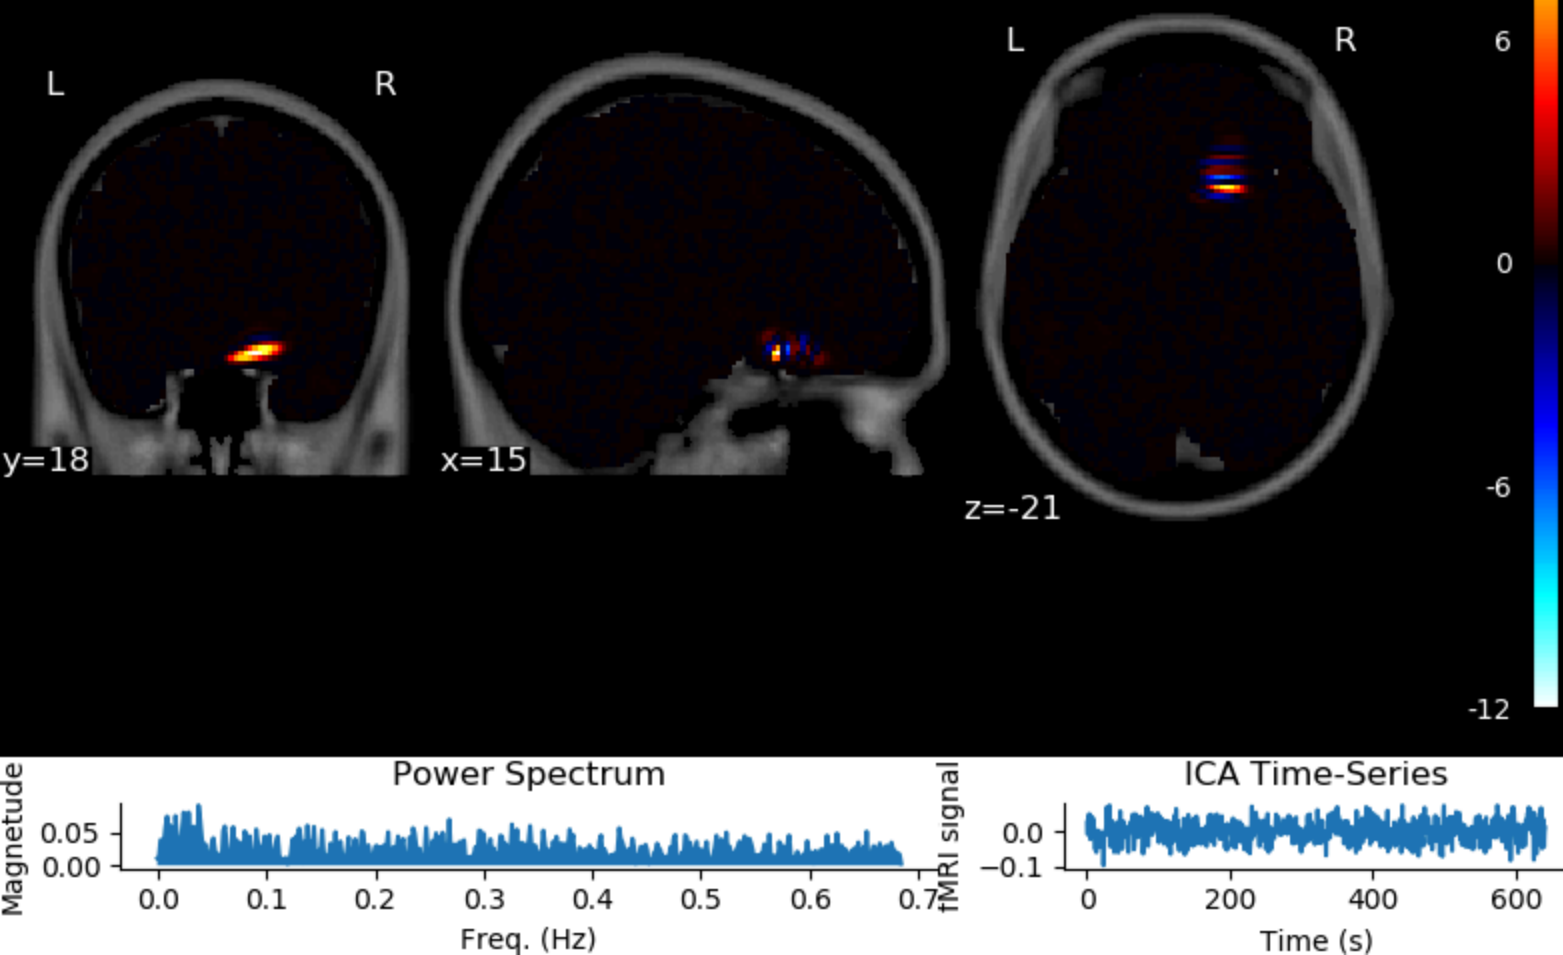 L R
L R
6
0
-6
-12
y=18
x=15
z=-21
Power Spectrum
Magnetude
0.05
0.00
0.0 0.1 0.2 0.3 0.4 0.5 0.6 0.7
Freq. (Hz)
ICA Time-Series
fMRI signal
0.0
−0.1
0 200 400 600
Time (s)